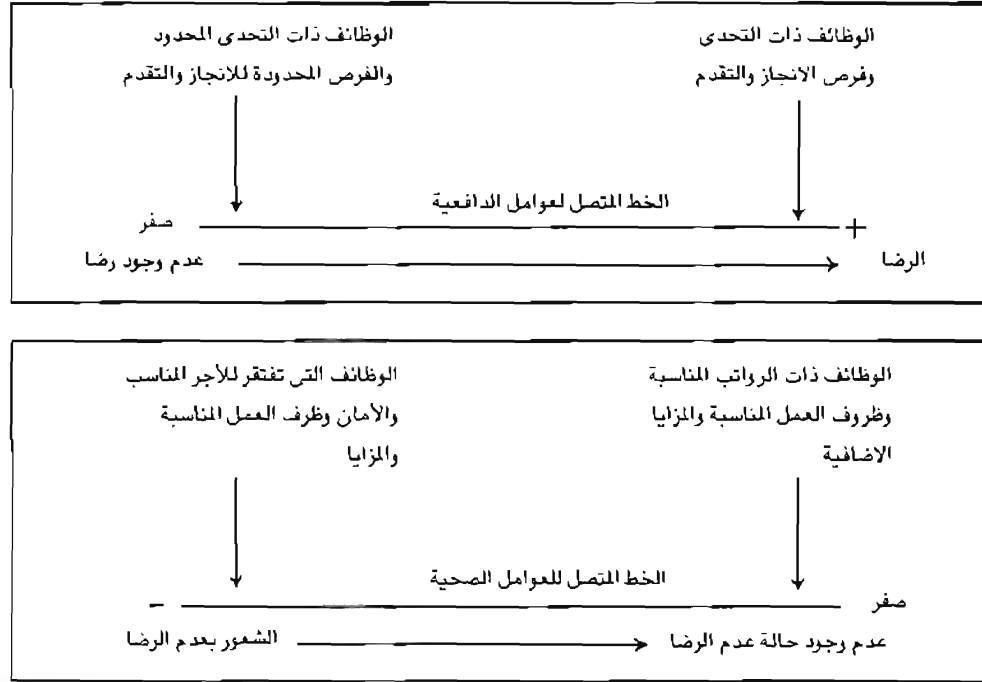 الوظائف ذات التحدى
وفرص الانجاز والتقدم
الوظائف ذات التحدى المحدود
والفرص المحدودة للانجاز والتقدم
الخط المتصل لعوامل الدافعية
+
صفر
الرضا
عدم وجود رضا
الوظائف ذات الرواتب المناسبة
وظروف العمل المناسبة والمزايا
الاضافية
الوظائف التى تفتقر للأجر المناسب
والأمان وظرف العمل المناسبة
والمزايا
الخط المتصل للعوامل الصحية
صفر
-
عدم وجود حالة عدم الرضا
الشعور بعدم الرضا